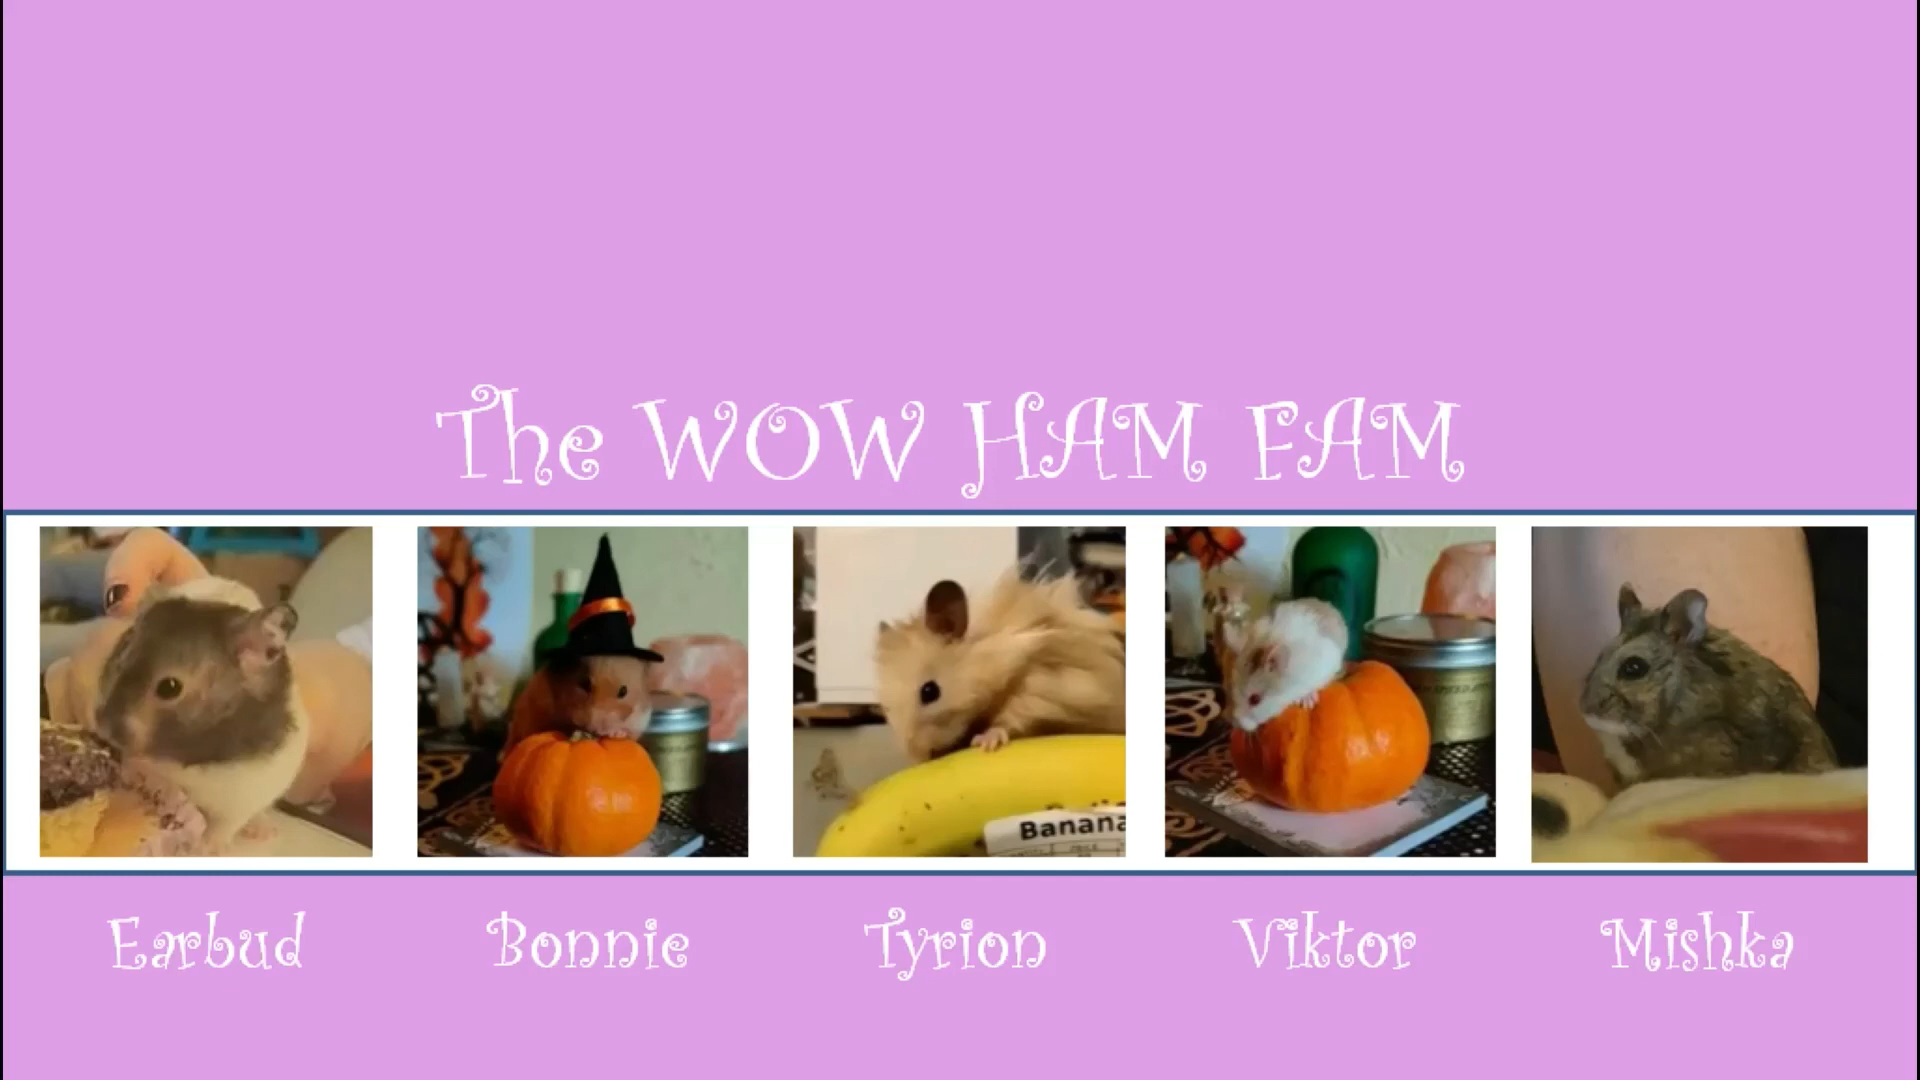 The WOW HAM FAM
Banana
Earbud
Bonnie
Tyrion
Viktor
Mishka